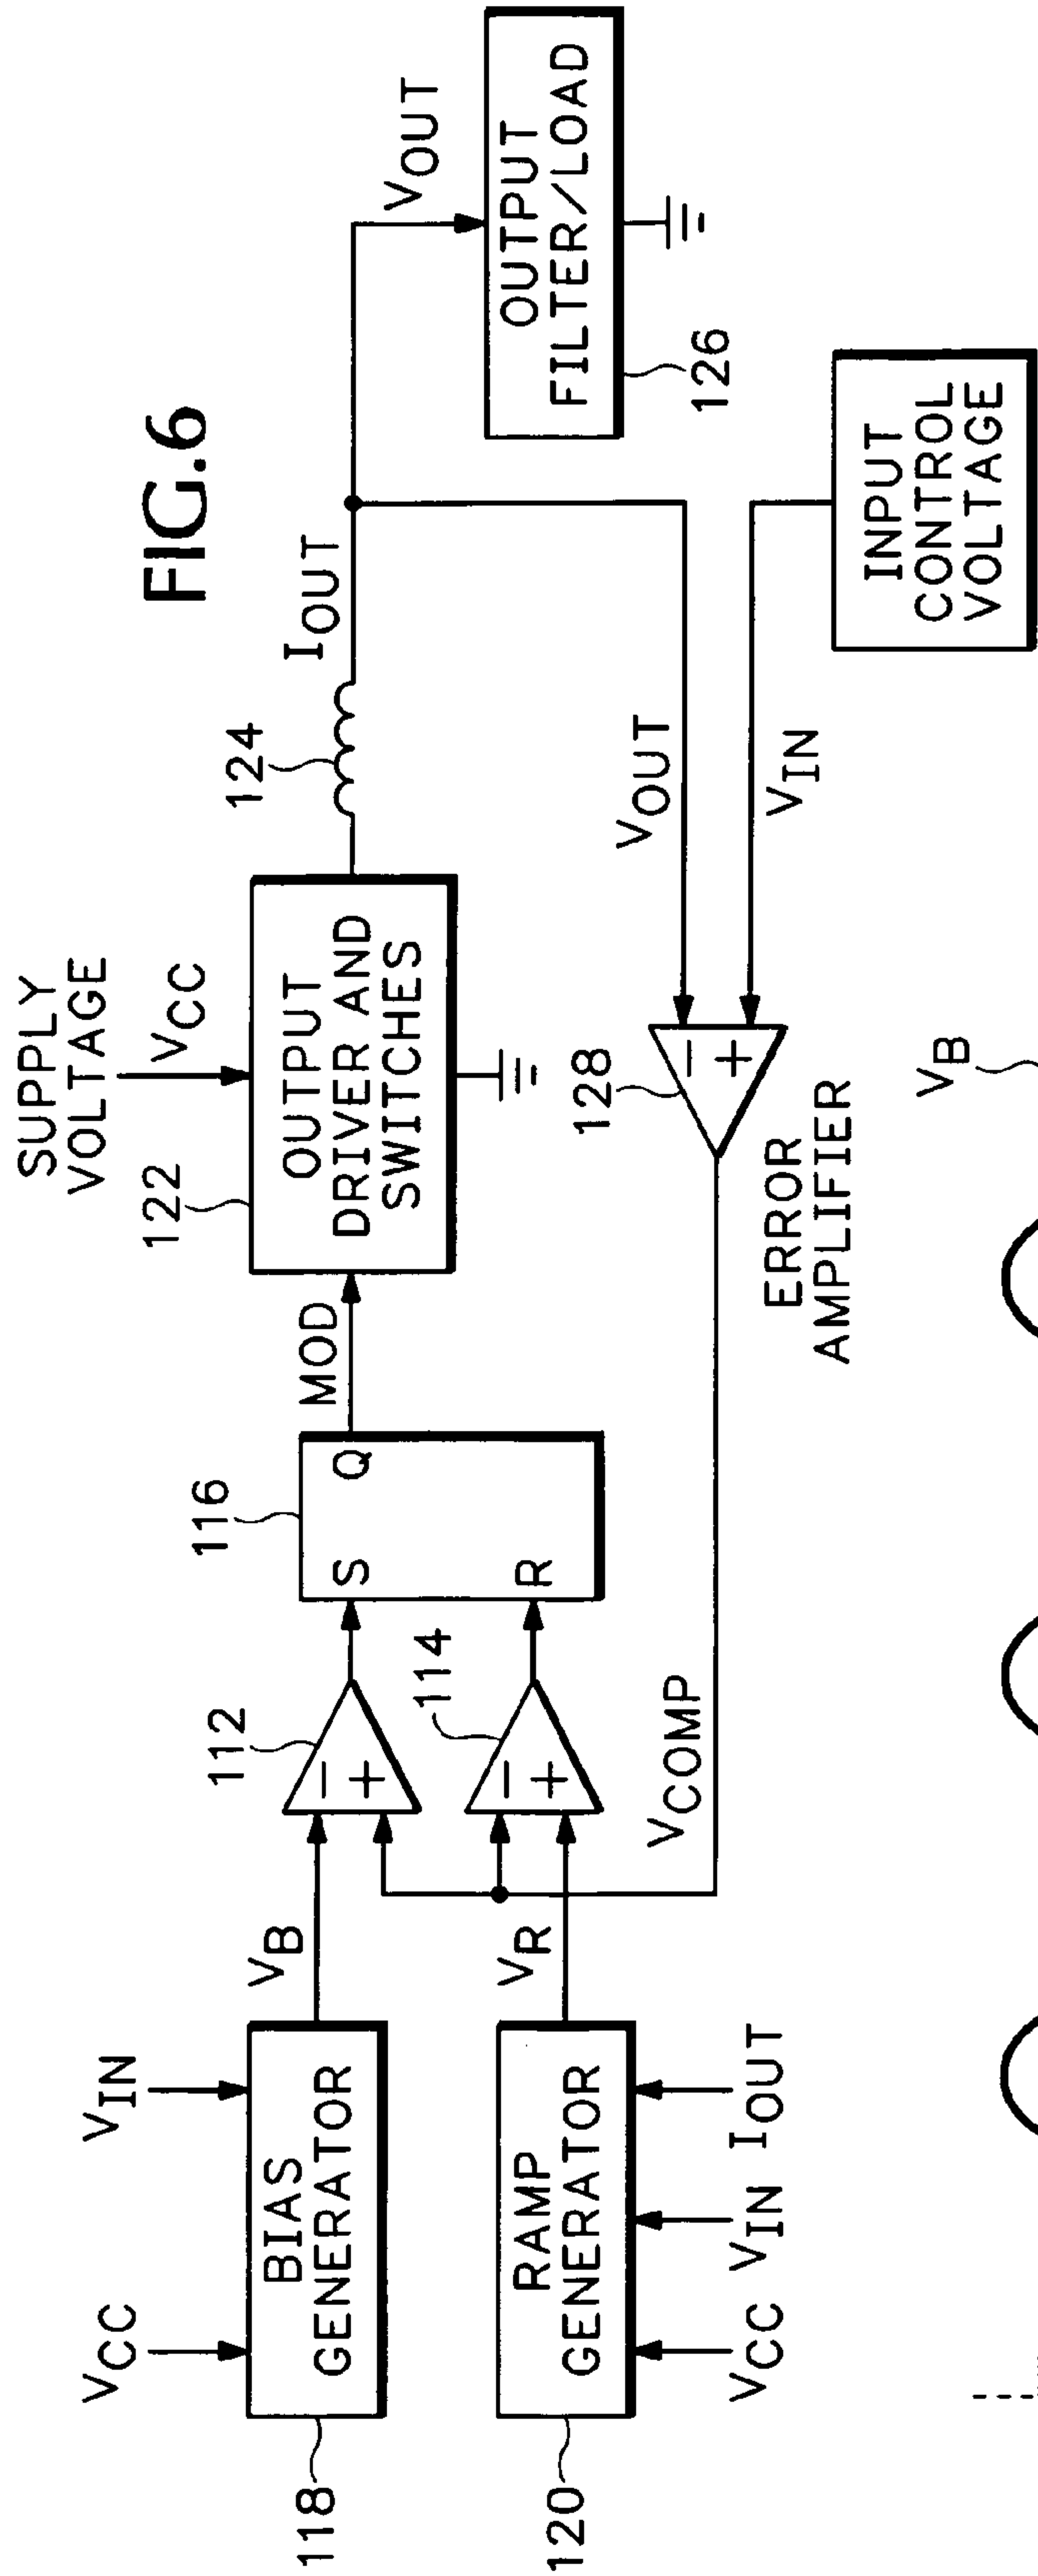 FIG.6
SUPPLY
VOLTAGE
VCC
122
OUTPUT
DRIVER AND
SWITCHES
124
IOUT
VOUT
OUTPUT
FILTER/LOAD
126
VIN
VCC
BIAS
GENERATOR
118
VB
112
−
+
S
Q
116
MOD
R
114
−
+
VR
RAMP
GENERATOR
120
VCC
VIN
IOUT
VCOMP
128
−
+
ERROR
AMPLIFIER
VOUT
VIN
INPUT
CONTROL
VOLTAGE
VB